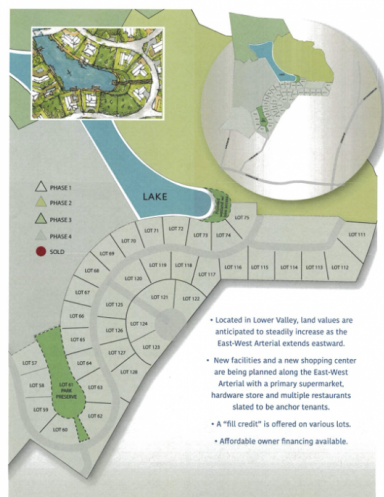 PHASE 1
PHASE 2
PHASE 3
PHASE 4
SOLD
LAKE
LOT 75
LOT 74
LOT 73
LOT 72
LOT 71
LOT 70
LOT 69
LOT 68
LOT 67
LOT 66
LOT 65
LOT 64
LOT 63
LOT 62
LOT 61
PARK
PRESERVE
LOT 60
LOT 59
LOT 58
LOT 57
LOT 111
LOT 112
LOT 113
LOT 114
LOT 115
LOT 116
LOT 117
LOT 118
LOT 119
LOT 120
LOT 121
LOT 122
LOT 123
LOT 124
LOT 125
LOT 126
LOT 127
LOT 128
• Located in Lower Valley, land values are
anticipated to steadily increase as the
East-West Arterial extends eastward.
• New facilities and a new shopping center
are being planned along the East-West
Arterial with a primary supermarket,
hardware store and multiple restaurants
slated to be anchor tenants.
• A "fill credit" is offered on various lots.
• Affordable owner financing available.